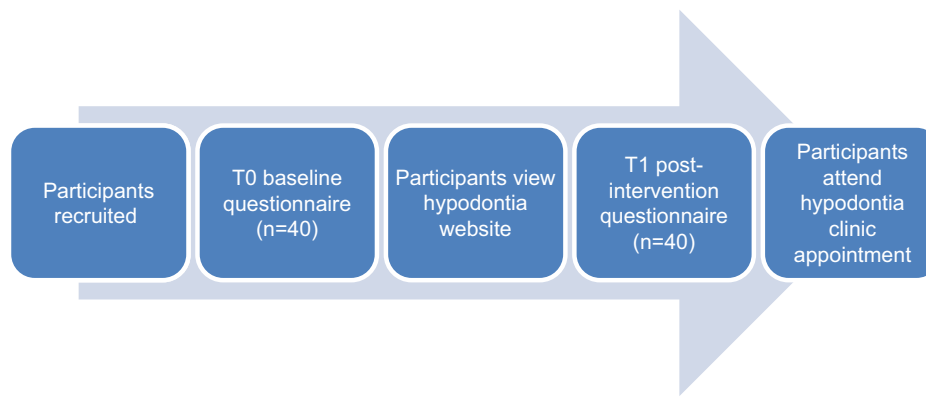 Participants
recruited
T0 baseline
questionnaire
(n=40)
Participants view
hypodontia
website
T1 post-
intervention
questionnaire
(n=40)
Participants
attend
hypodontia
clinic
appointment